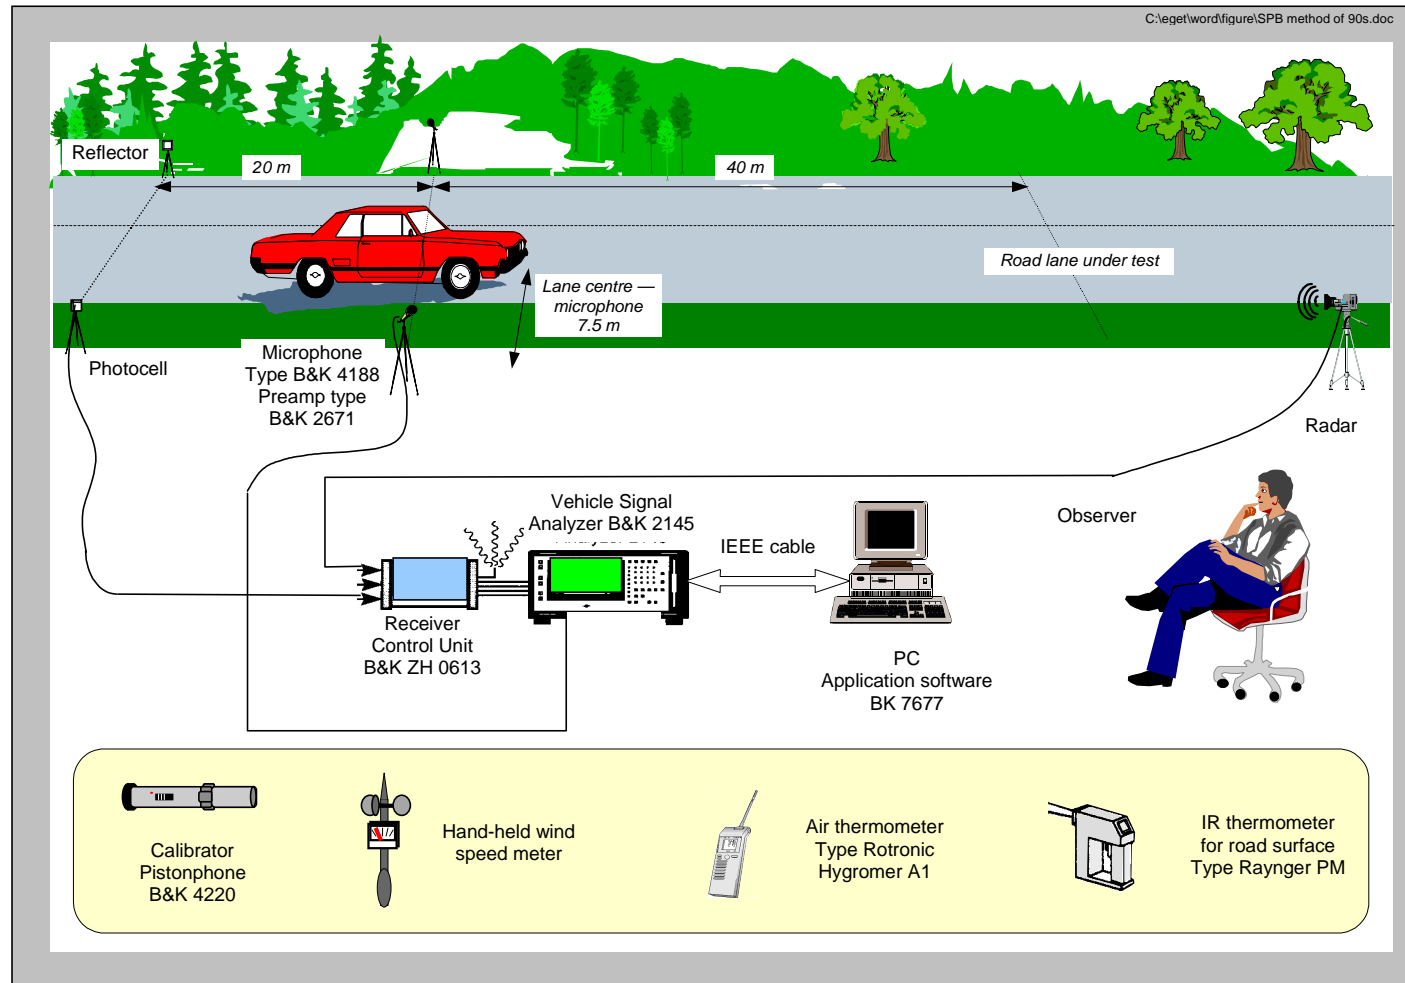 C:\eget\word\figure\SPB method of 90s.doc
Reflector
20 m
40 m
Road lane under test
Lane centre —
microphone
7.5 m
Photocell
Microphone
Type B&K 4188
Preamp type
B&K 2671
Radar
Vehicle Signal
Analyzer B&K 2145
IEEE cable
Observer
Receiver
Control Unit
B&K ZH 0613
PC
Application software
BK 7677
Calibrator
Pistonphone
B&K 4220
Hand-held wind
speed meter
Air thermometer
Type Rotronic
Hygromer A1
IR thermometer
for road surface
Type Raynger PM